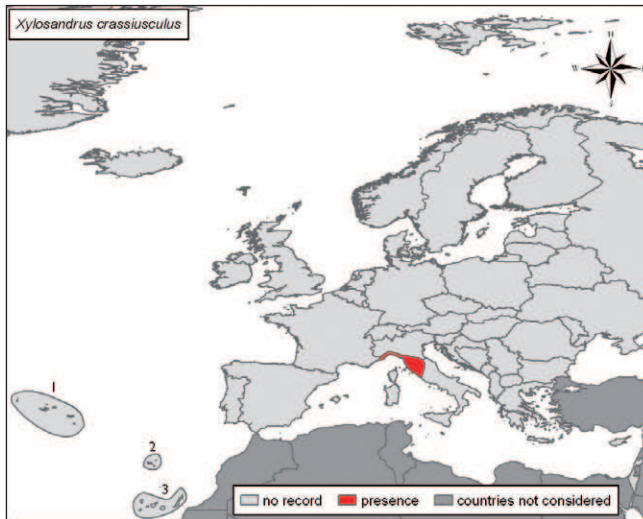 Xylosandrus crassiusculus
N
W
S
1
2
3
no record presence countries not considered